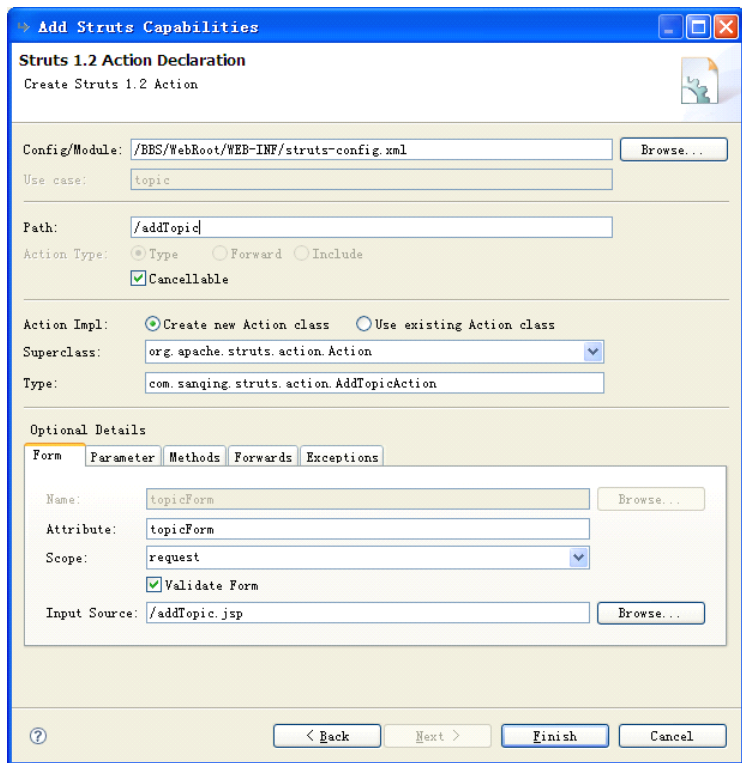 Add Struts Capabilities
Struts 1.2 Action Declaration
Create Struts 1.2 Action
Config/Module: /BBS/WebRoot/WEB-INF/struts-config.xml Browse...
Use case: topic
Path: /addTopic
Action Type: Type Forward Include
Cancellable
Action Impl: Create new Action class Use existing Action class
Superclass: org.apache.struts.action.Action
Type: com.sanqing.struts.action.AddTopicAction
Optional Details
Form Parameter Methods Forwards Exceptions
Name: topicForm Browse...
Attribute: topicForm
Scope: request
Validate Form
Input Source: /addTopic.jsp Browse...
? < Back Next > Finish Cancel